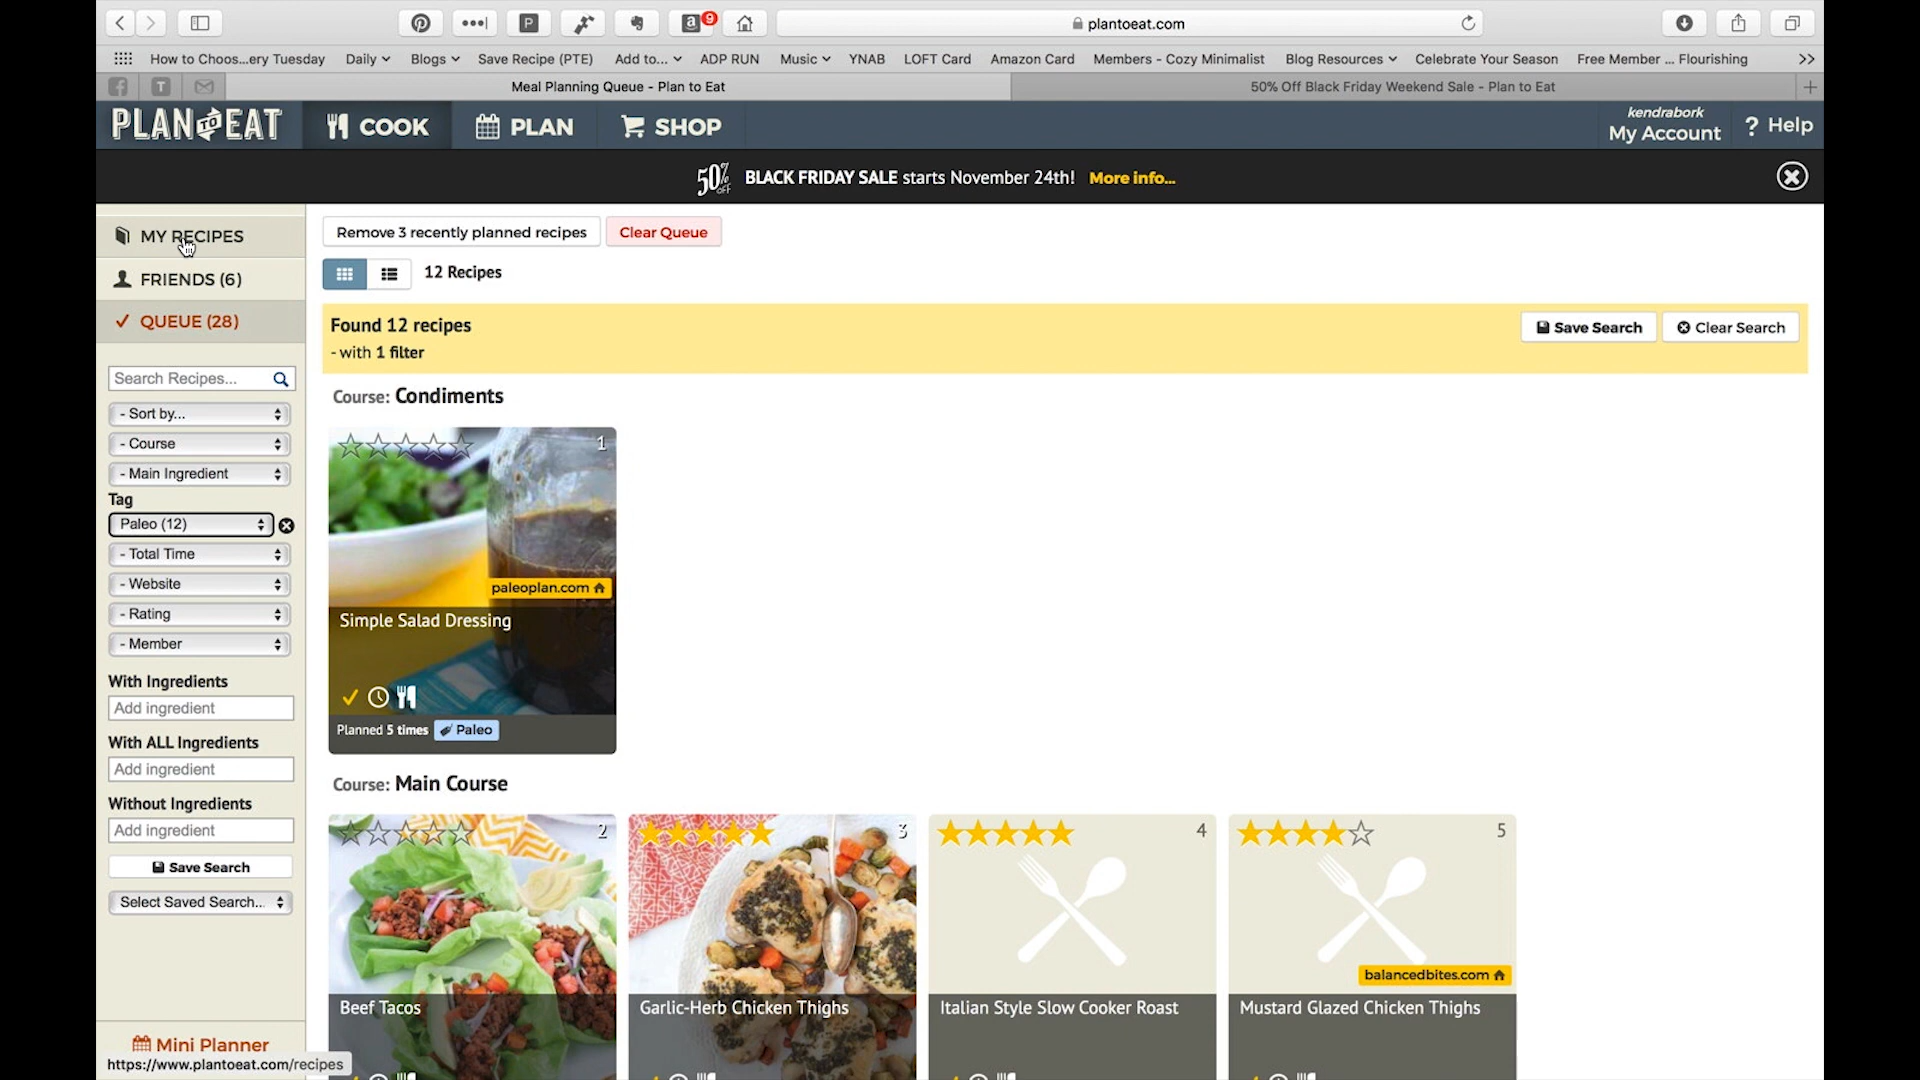 P
a 9
plantoeat.com
How to Choos...ery Tuesday Daily Blogs Save Recipe (PTE) Add to... ADP RUN Music YNAB LOFT Card Amazon Card Members - Cozy Minimalist Blog Resources Celebrate Your Season Free Member ... Flourishing >>
f T Meal Planning Queue - Plan to Eat 50% Off Black Friday Weekend Sale - Plan to Eat +
PLAN TO EAT COOK PLAN SHOP
kendrabork
My Account ? Help
50% OFF BLACK FRIDAY SALE starts November 24th! More info...
MY RECIPES
FRIENDS (6)
QUEUE (28)
Remove 3 recently planned recipes Clear Queue
12 Recipes
Found 12 recipes
- with 1 filter
Save Search Clear Search
Search Recipes...
- Sort by...
- Course
- Main Ingredient
Tag
Paleo (12)
- Total Time
- Website
- Rating
- Member
With Ingredients
Add ingredient
With ALL Ingredients
Add ingredient
Without Ingredients
Add ingredient
Save Search
Select Saved Search...
Mini Planner
https://www.plantoeat.com/recipes
Course: Condiments
1
paleoplan.com
Simple Salad Dressing
Planned 5 times Paleo
Course: Main Course
2 3 4 5
balancedbites.com
Beef Tacos Garlic-Herb Chicken Thighs Italian Style Slow Cooker Roast Mustard Glazed Chicken Thighs